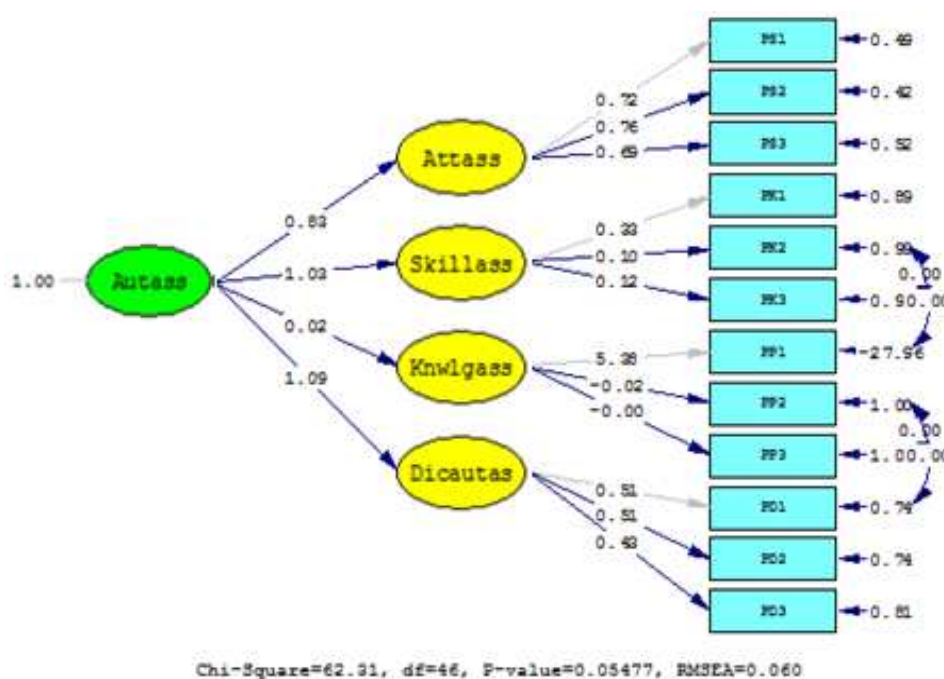 PS1
0.49
0.72
PS2
0.42
0.76
Attass
PS3
0.52
0.69
PK1
0.89
0.83
0.33
Skillass
PK2
0.99
0.10
1.00
Autass
1.03
0.00
PK3
0.12
0.02
PP1
-27.96
5.38
Knwlgass
1.09
-0.02
PP2
1.00
-0.00
0.00
PP3
Dicautas
PD1
0.74
0.51
PD2
0.74
0.51
PD3
0.81
Chi-Square=62.31, df=46, P-value=0.05477, RMSEA=0.060